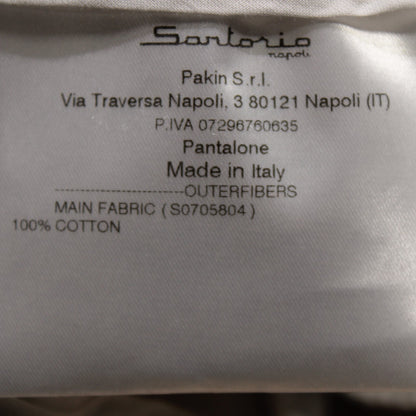 Sartorio
napoli
Pakin S.r.l.
Via Traversa Napoli, 3 80121 Napoli (IT)
P.IVA 07296760635
Pantalone
Made in Italy
------------------------OUTERFIBERS
MAIN FABRIC ( S0705804 )
100% COTTON